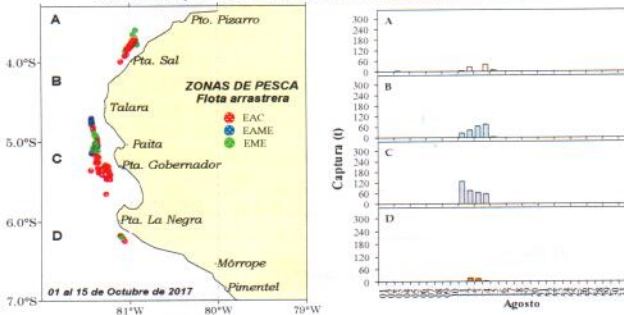 A
Pto. Pizarro
4.0°S
Pta. Sal
B
ZONAS DE PESCA
Flota arrastrera
Talara
EAC
EAME
EME
5.0°S
Paita
C
Pta. Gobernador
6.0°S
Pta. La Negra
D
Mórrope
01 al 15 de Octubre de 2017
Pimentel
7.0°S
81°W
80°W
79°W
Captura (t)
A
300
240
180
120
60
0
B
300
240
180
120
60
0
C
300
240
180
120
60
0
D
300
240
180
120
60
0
Agosto